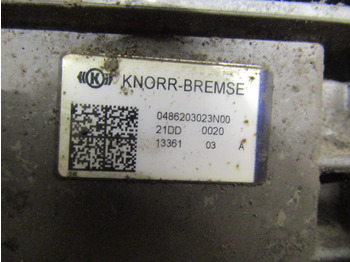 K KNORR-BREMSE
0486203023N00
21DD 0020
13361 03 A